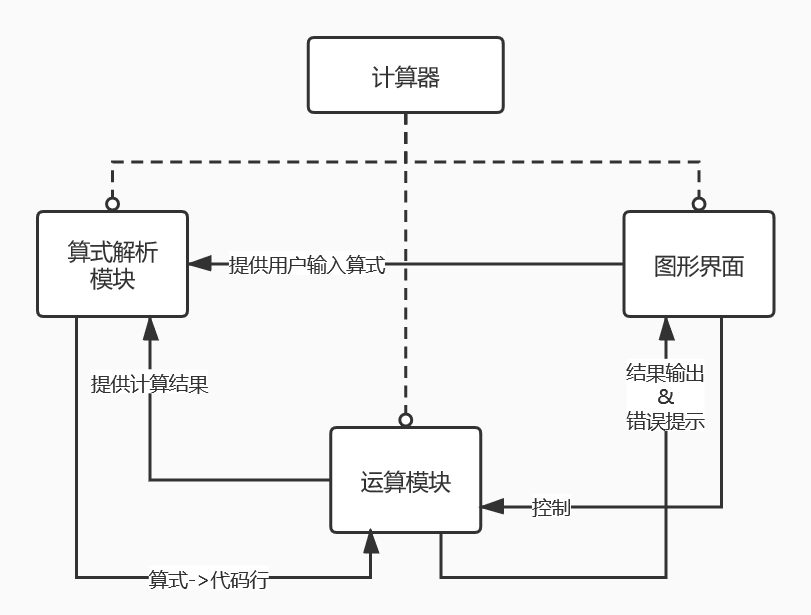 计算器
算式解析
模块
提供用户输入算式
图形界面
提供计算结果
结果输出
&
错误提示
运算模块
控制
算式->代码行